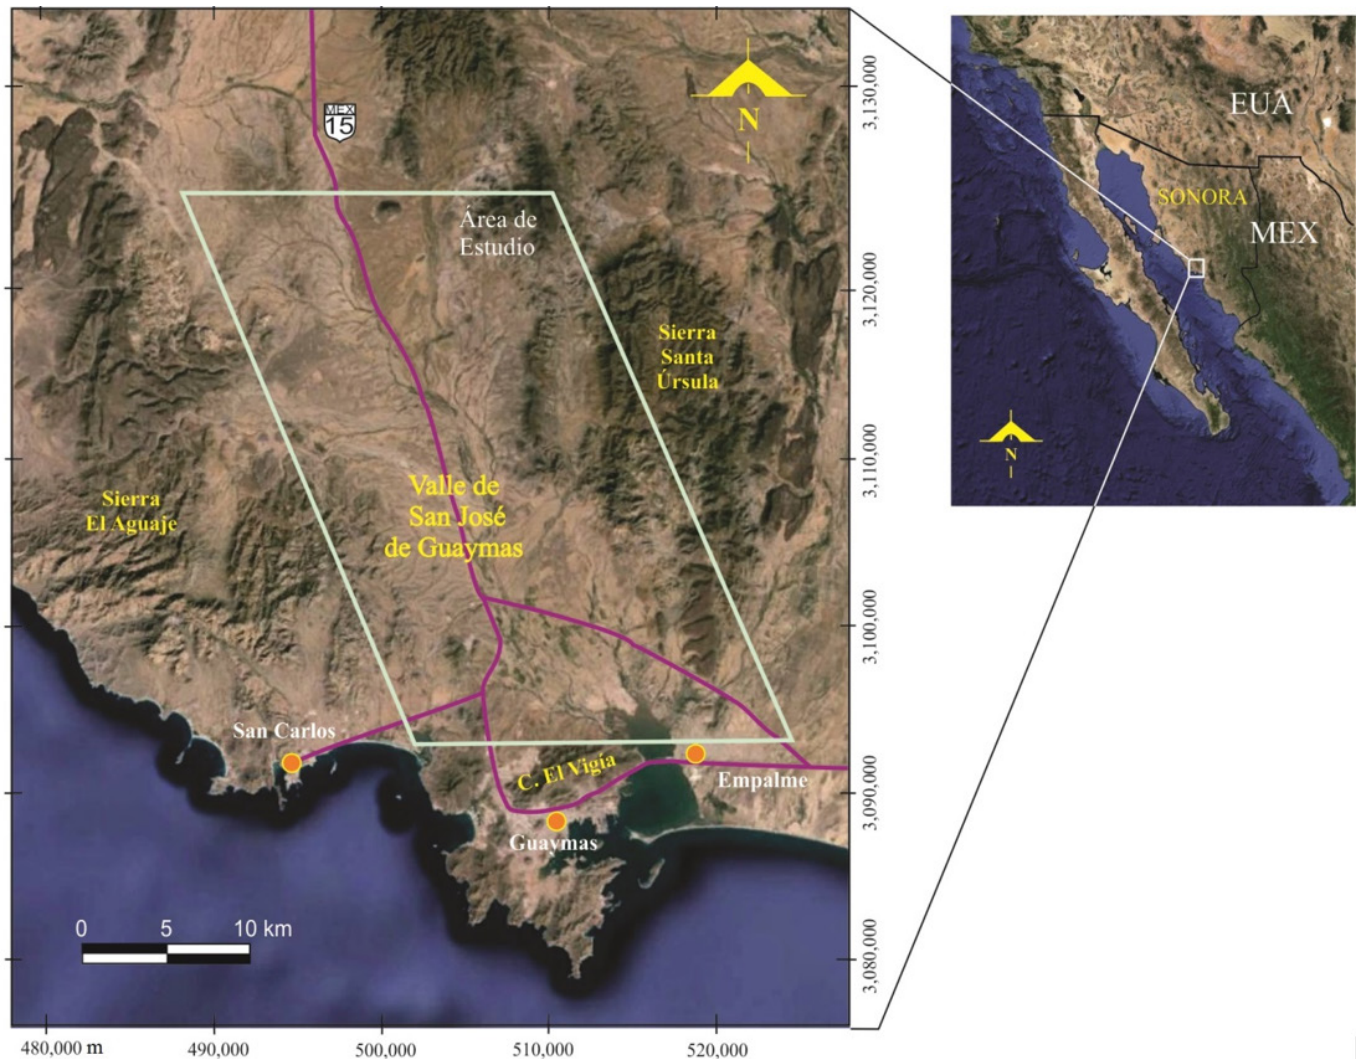 MEX
15
N
Área de
Estudio
Sierra
Santa
Úrsula
Valle de
San José
de Guaymas
Sierra
El Aguaje
San Carlos
C. El Vigía
Empalme
Guaymas
0 5 10 km
480,000 m 490,000 500,000 510,000 520,000
3,130,000
3,120,000
3,110,000
3,100,000
3,090,000
3,080,000
EUA
SONORA
MEX
N